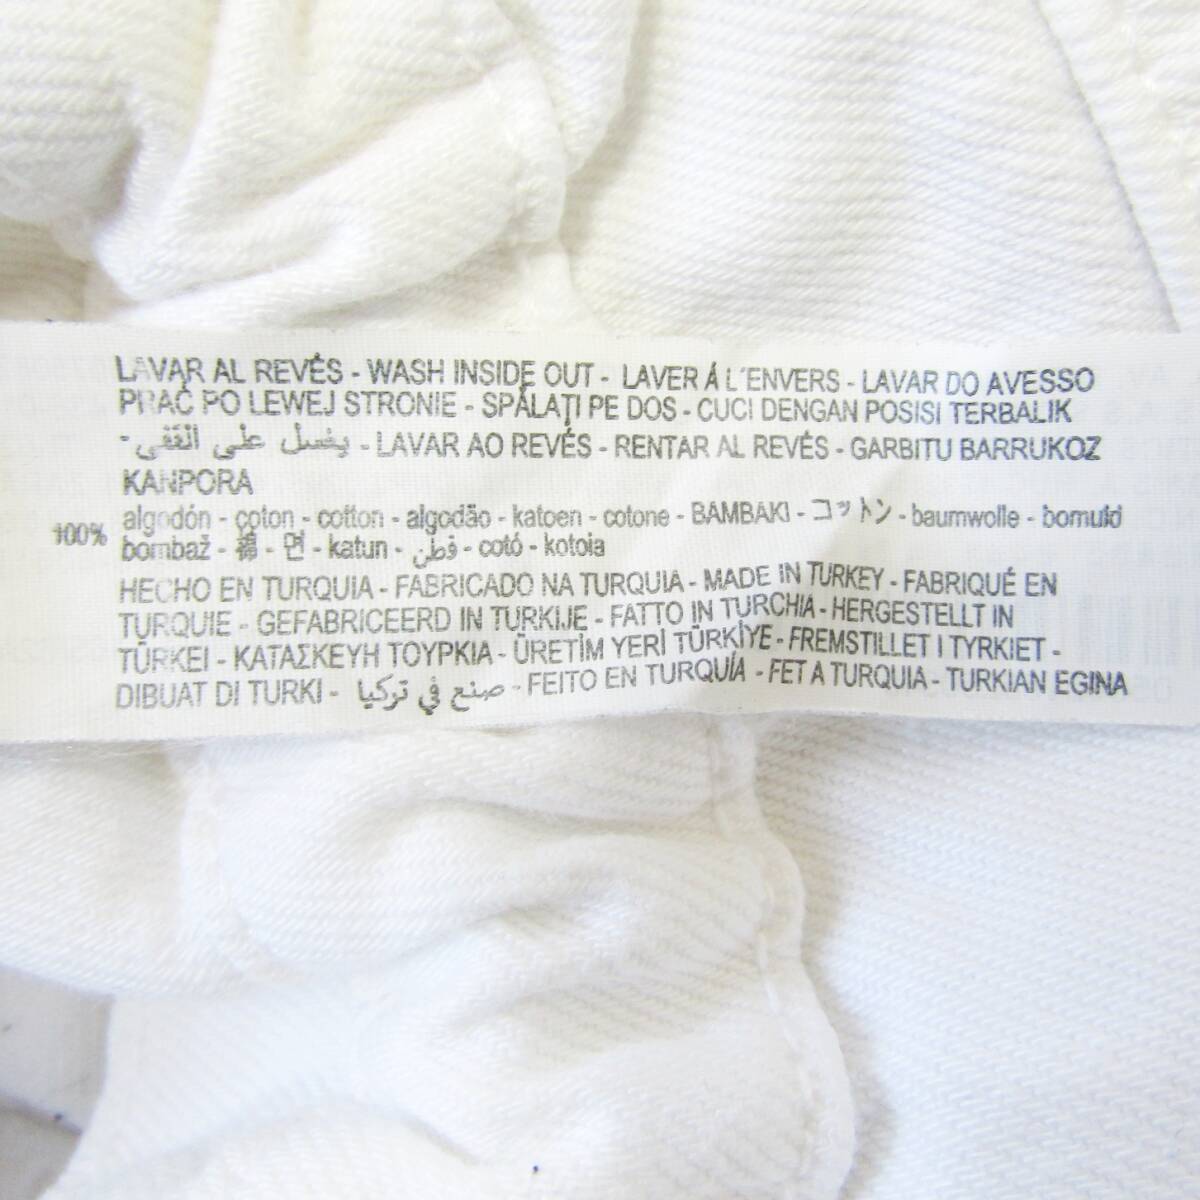 LAVAR AL REVÉS - WASH INSIDE OUT - LAVER Á L´ENVERS - LAVAR DO AVESSO
PRAĆ PO LEWEJ STRONIE - SPĂLAŢI PE DOS - CUCI DENGAN POSISI TERBALIK
يغسل على القفى - - LAVAR AO REVÉS - RENTAR AL REVÉS - GARBITU BARRUKOZ
KANPORA
100% algodón - coton - cotton - algodão - katoen - cotone - BAMBAKI - コットン - baumwolle - bomuld
bombaž - 棉 - 면 - katun - قطن - cotó - kotoia
HECHO EN TURQUIA - FABRICADO NA TURQUIA - MADE IN TURKEY - FABRIQUÉ EN
TURQUIE - GEFABRICEERD IN TURKIJE - FATTO IN TURCHIA - HERGESTELLT IN
TÜRKEI - ΚΑΤΑΣΚΕΥΗ ΤΟΥΡΚΙΑ - ÜRETİM YERİ TÜRKİYE - FREMSTILLET I TYRKIET -
DIBUAT DI TURKI - صنع في تركيا - FEITO EN TURQUÍA - FET A TURQUIA - TURKIAN EGINA